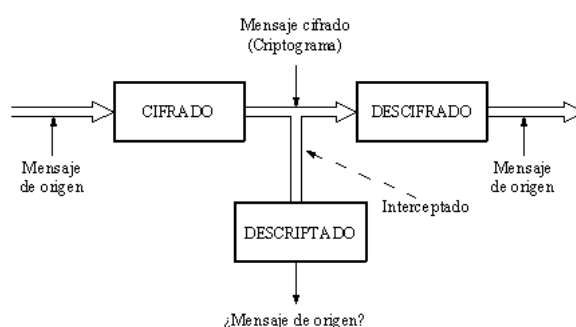 Mensaje cifrado
(Criptograma)
CIFRADO
DESCIFRADO
Mensaje
de origen
Mensaje
de origen
Interceptado
DESCRIPTADO
¿Mensaje de origen?